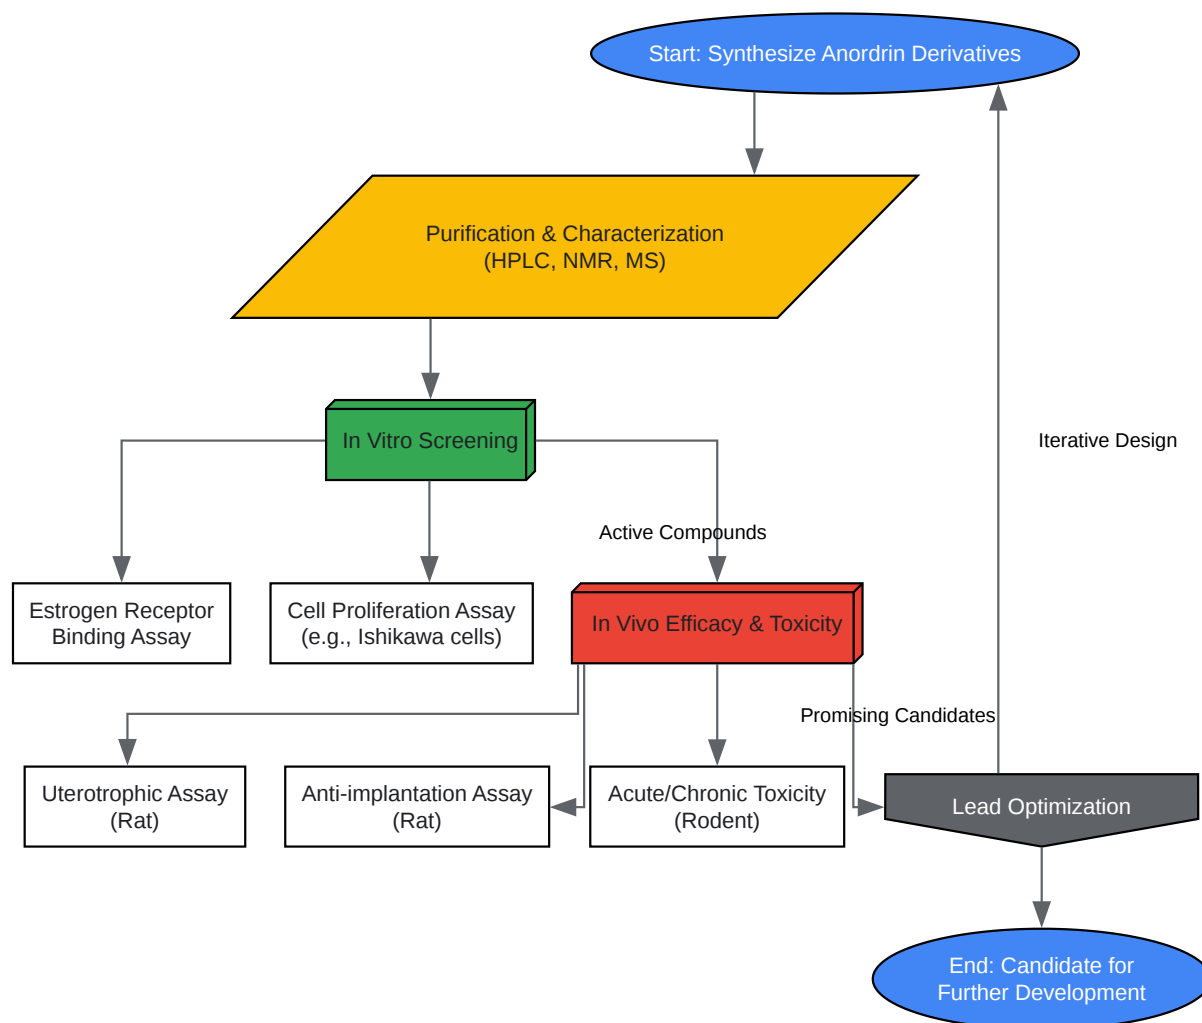 Start: Synthesize Anordrin Derivatives
Purification & Characterization
(HPLC, NMR, MS)
In Vitro Screening
Iterative Design
Active Compounds
Estrogen Receptor
Binding Assay
Cell Proliferation Assay
(e.g., Ishikawa cells)
In Vivo Efficacy & Toxicity
Promising Candidates
Uterotrophic Assay
(Rat)
Anti-implantation Assay
(Rat)
Acute/Chronic Toxicity
(Rodent)
Lead Optimization
End: Candidate for
Further Development